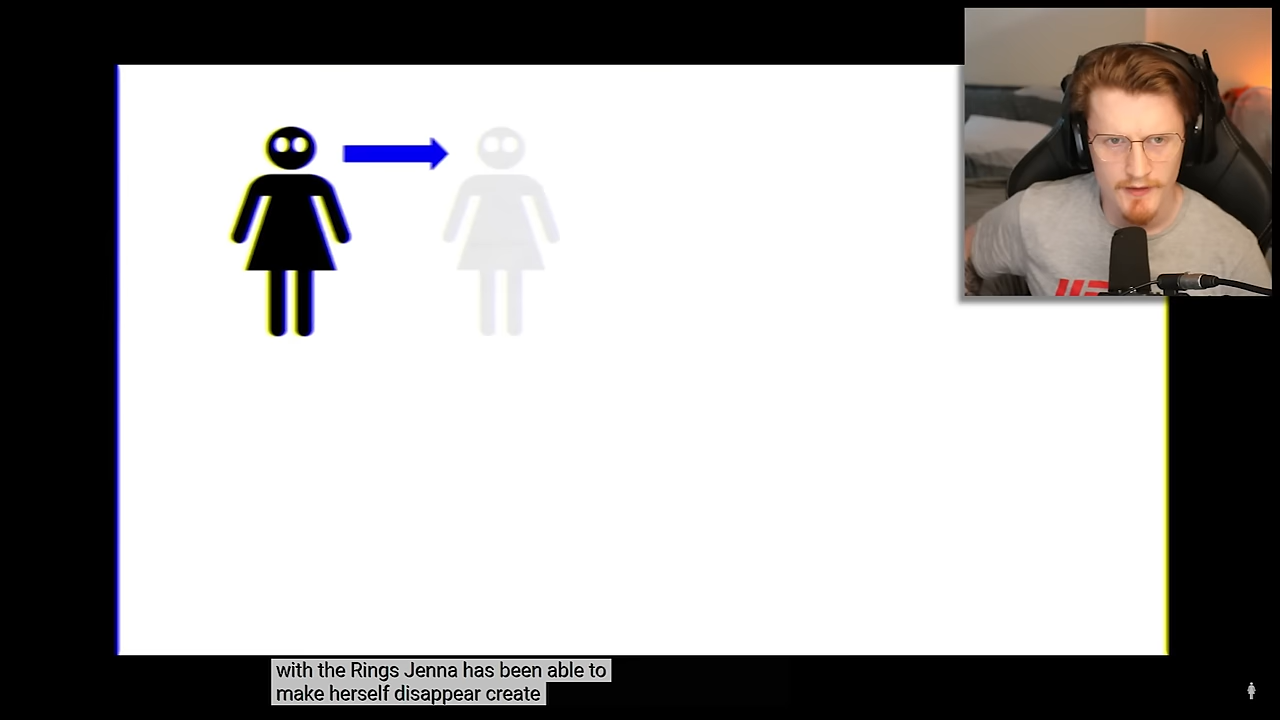 with the Rings Jenna has been able to
make herself disappear create